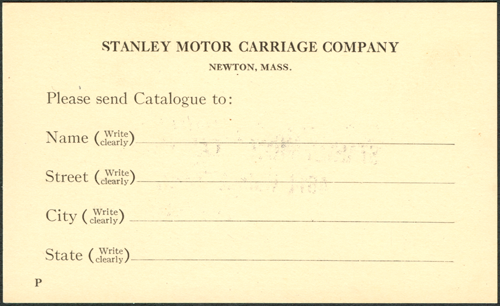 STANLEY MOTOR CARRIAGE COMPANY
NEWTON, MASS.
Please send Catalogue to:
Name (Write clearly)
Street (Write clearly)
City (Write clearly)
State (Write clearly)
P